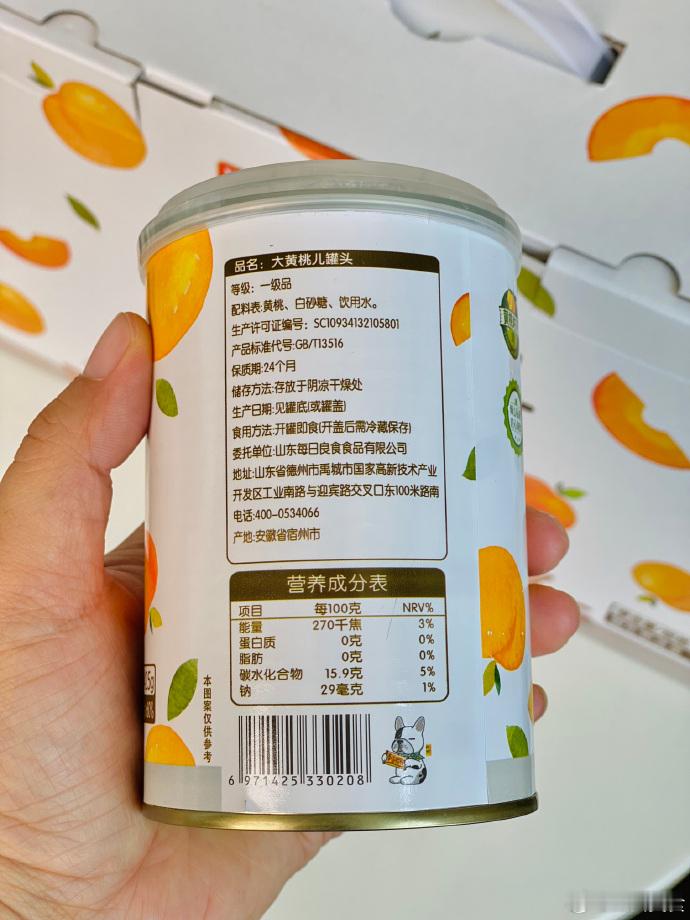 品名：大黄桃儿罐头
等级：一级品
配料表:黄桃、白砂糖、饮用水。
生产许可证编号：SC10934132105801
产品标准代号:GB/T13516
保质期:24个月
储存方法:存放于阴凉干燥处
生产日期:见罐底(或罐盖)
食用方法:开罐即食(开盖后需冷藏保存)
委托单位:山东每日良食食品有限公司
地址:山东省德州市禹城市国家高新技术产业
开发区工业南路与迎宾路交叉口东100米路南
电话:400-0534066
产地:安徽省宿州市
营养成分表
项目 每100克 NRV%
能量 270千焦 3%
蛋白质 0克 0%
脂肪 0克 0%
碳水化合物 15.9克 5%
钠 29毫克 1%
本图案仅供参考
6 971425 330208